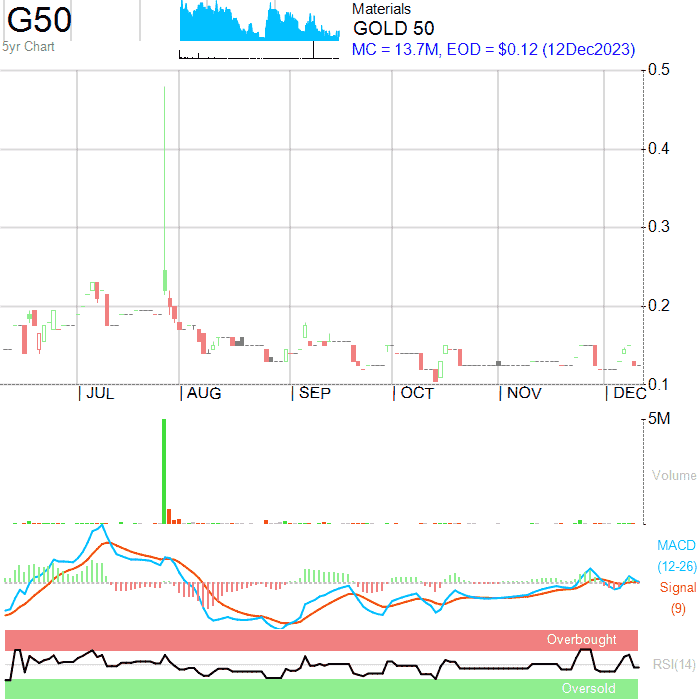 G50
5yr Chart
Materials
GOLD 50
MC = 13.7M, EOD = $0.12 (12Dec2023)
0.5
0.4
0.3
0.2
0.1
JUL
AUG
SEP
OCT
NOV
DEC
5M
Volume
MACD
(12-26)
Signal
(9)
Overbought
RSI(14)
Oversold